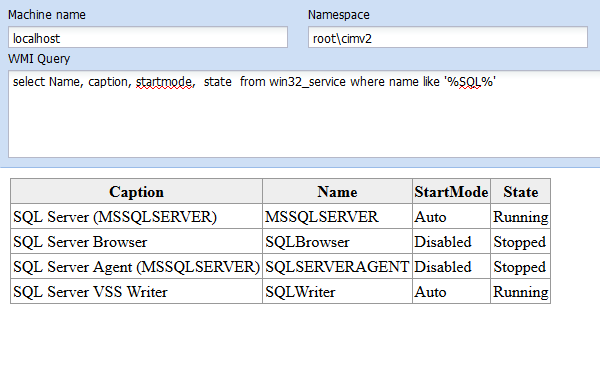 Machine name Namespace
localhost root\cimv2
WMI Query
select Name, caption, startmode,  state  from win32_service where name like '%SQL%'
Caption Name StartMode State
SQL Server (MSSQLSERVER) MSSQLSERVER Auto Running
SQL Server Browser SQLBrowser Disabled Stopped
SQL Server Agent (MSSQLSERVER) SQLSERVERAGENT Disabled Stopped
SQL Server VSS Writer SQLWriter Auto Running